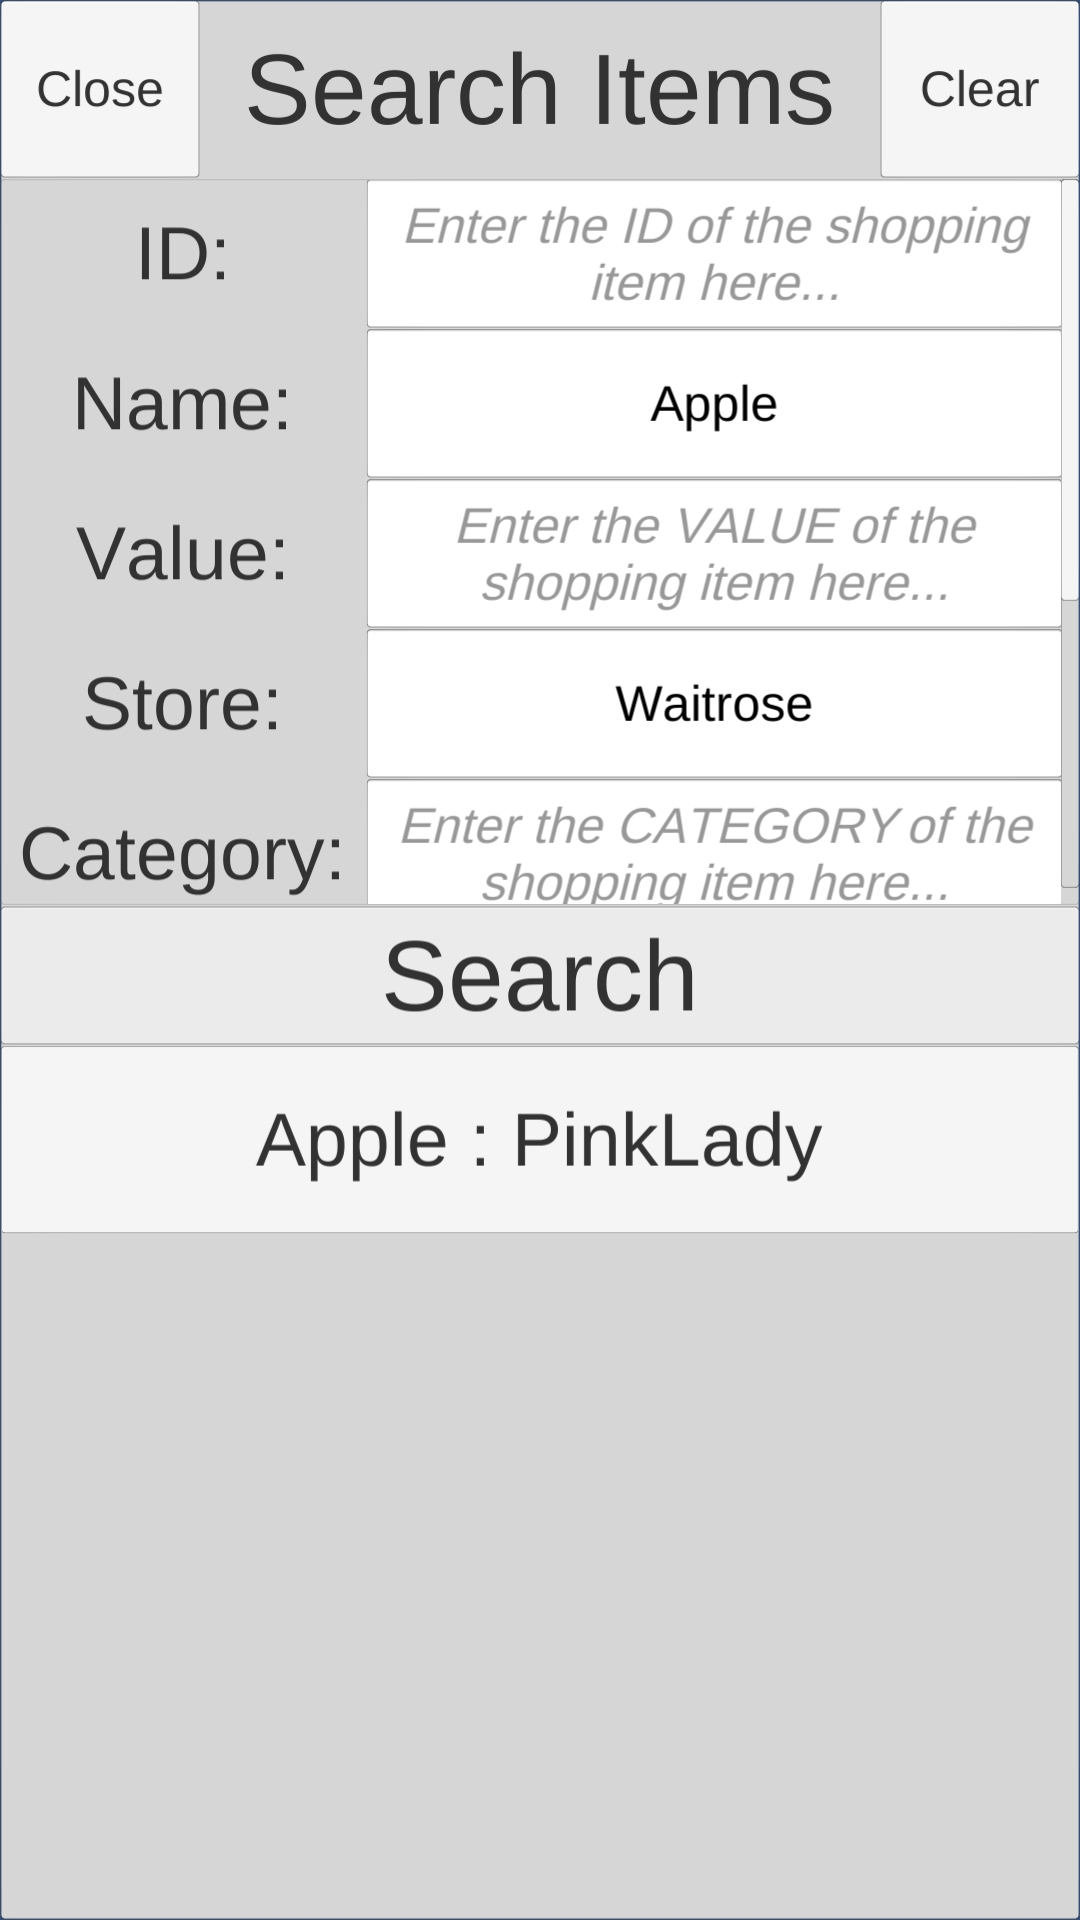 Close
Search Items
Clear
ID:
Enter the ID of the shopping
item here...
Name:
Apple
Value:
Enter the VALUE of the
shopping item here...
Store:
Waitrose
Category:
Enter the CATEGORY of the
shopping item here...
Search
Apple : PinkLady